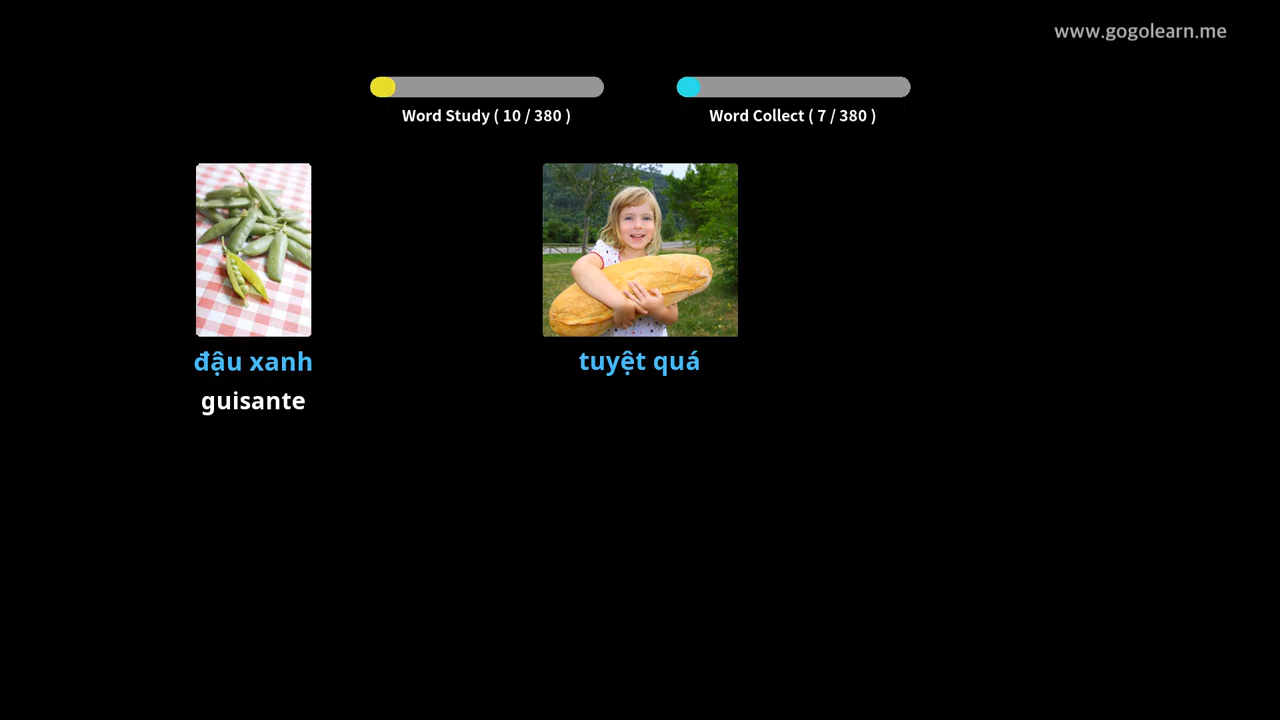 www.gogolearn.me
Word Study ( 10 / 380 )
Word Collect ( 7 / 380 )
đậu xanh
guisante
tuyệt quá